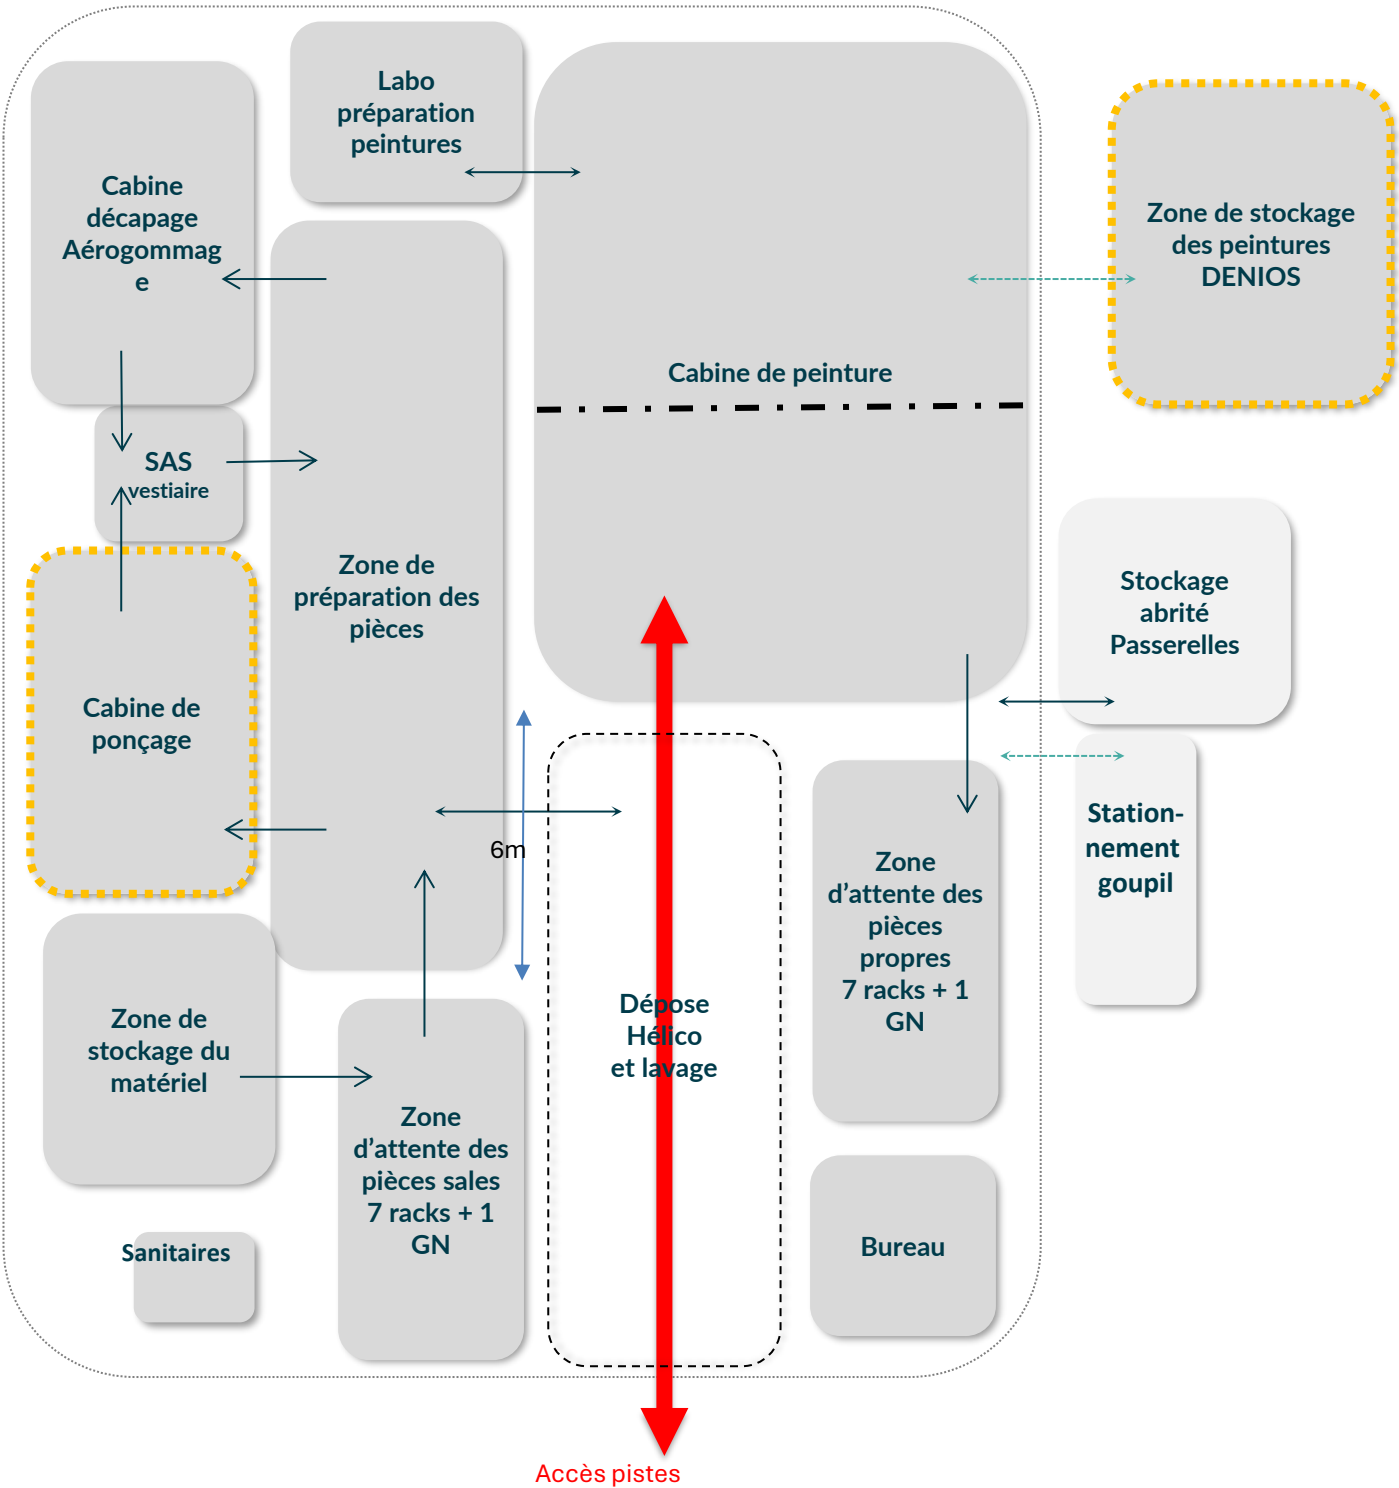 Labo
préparation
peintures
Cabine
décapage
Aérogommag
e
Zone de stockage
des peintures
DENIOS
Cabine de peinture
SAS
vestiaire
Zone de
préparation des
pièces
Stockage
abrité
Passerelles
Cabine de
ponçage
Station-
nement
goupil
6m
Zone
d’attente des
pièces
propres
7 racks + 1
GN
Dépose
Hélico
et lavage
Zone de
stockage du
matériel
Zone
d’attente des
pièces sales
7 racks + 1
GN
Sanitaires
Bureau
Accès pistes